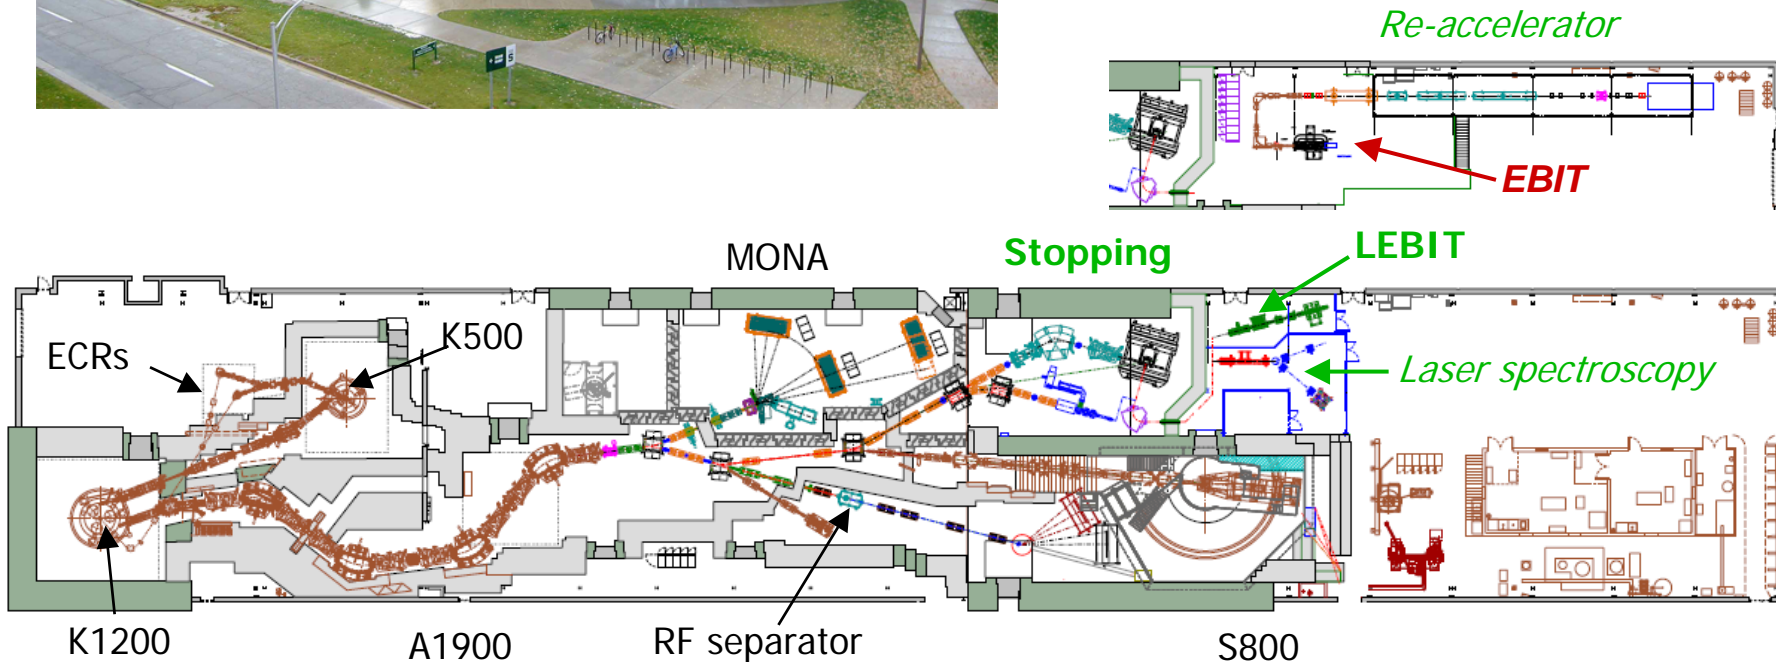 Re-accelerator
EBIT
MONA
Stopping
LEBIT
ECRs
K500
Laser spectroscopy
K1200
A1900
RF separator
S800